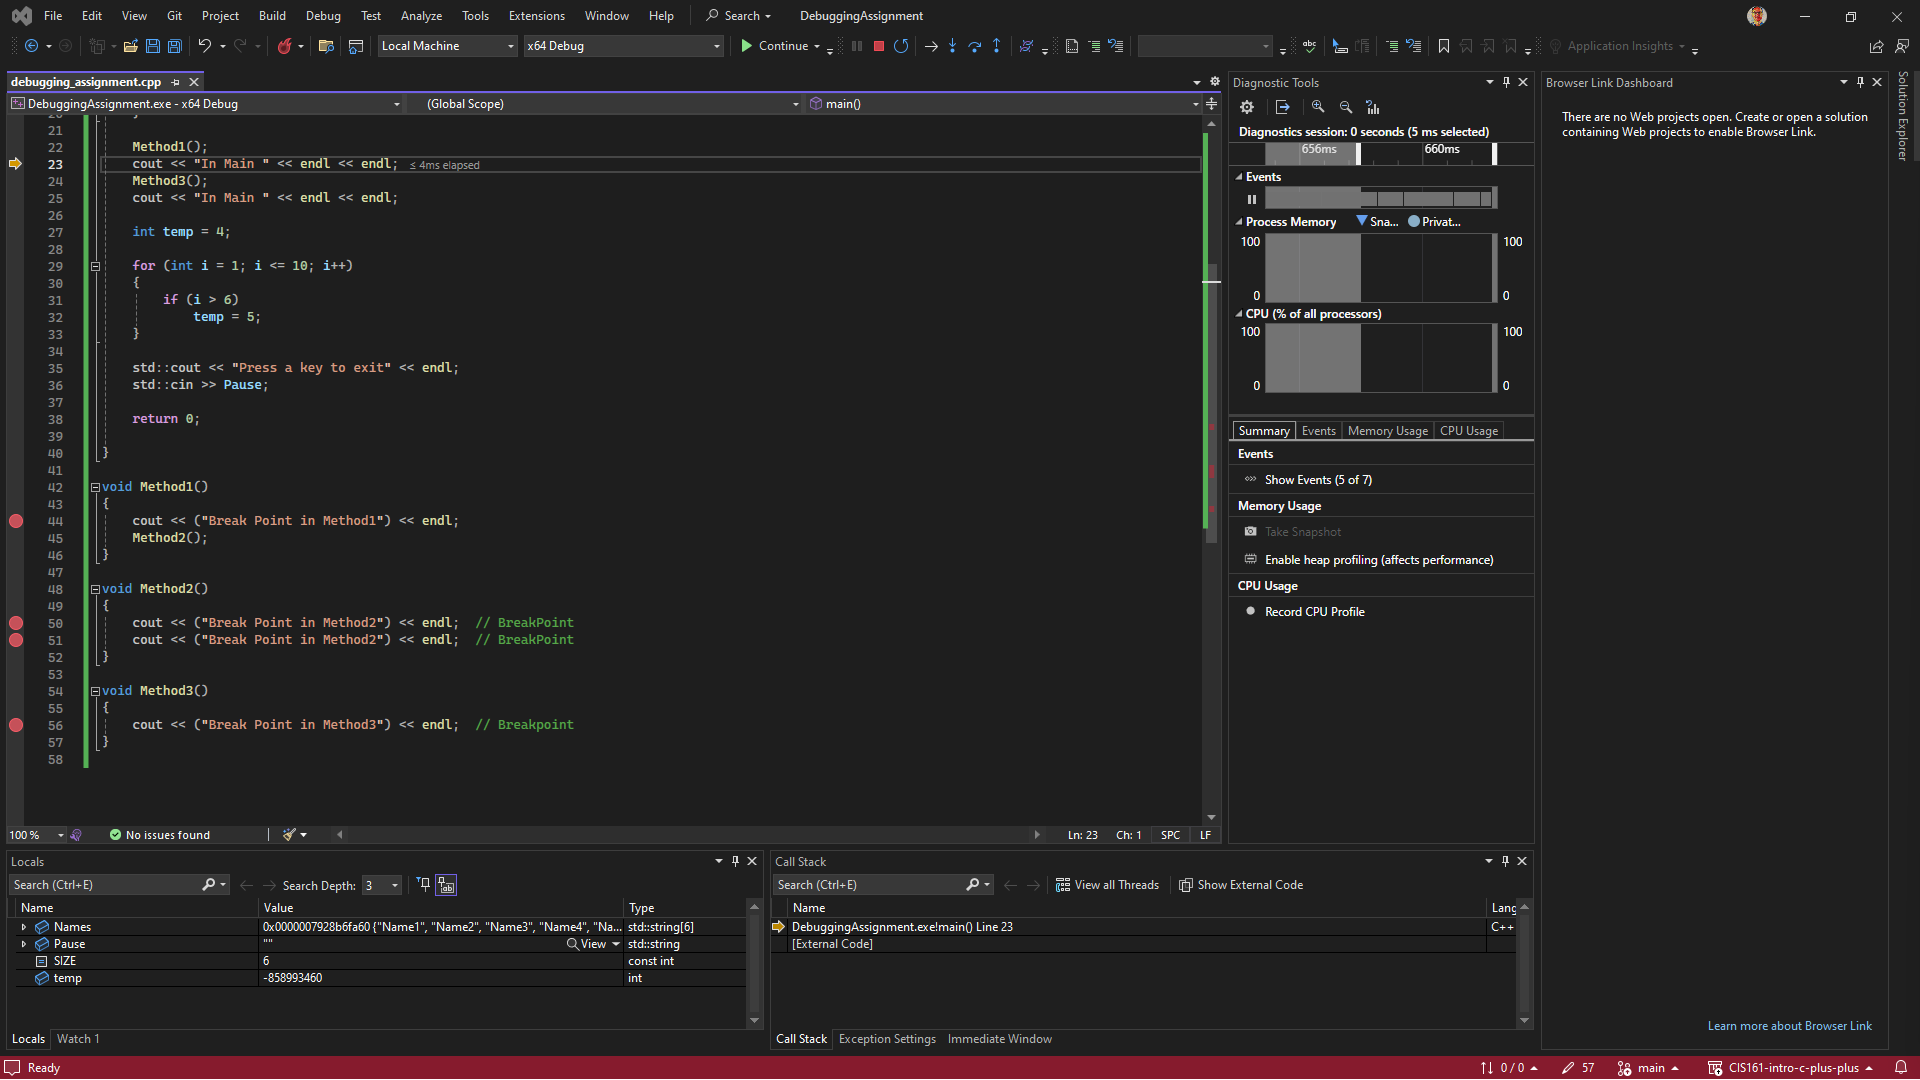 File Edit View Git Project Build Debug Test Analyze Tools Extensions Window Help Search DebuggingAssignment
Local Machine x64 Debug Continue Application Insights
debugging_assignment.cpp
DebuggingAssignment.exe - x64 Debug (Global Scope) main()
21
22 Method1();
23 cout << "In Main " << endl << endl; ≤ 4ms elapsed
24 Method3();
25 cout << "In Main " << endl << endl;
26
27 int temp = 4;
28
29 for (int i = 1; i <= 10; i++)
30 {
31 if (i > 6)
32 temp = 5;
33 }
34
35 std::cout << "Press a key to exit" << endl;
36 std::cin >> Pause;
37
38 return 0;
39
40 }
41
42 void Method1()
43 {
44 cout << ("Break Point in Method1") << endl;
45 Method2();
46 }
47
48 void Method2()
49 {
50 cout << ("Break Point in Method2") << endl; // BreakPoint
51 cout << ("Break Point in Method2") << endl; // BreakPoint
52 }
53
54 void Method3()
55 {
56 cout << ("Break Point in Method3") << endl; // Breakpoint
57 }
58
100 % No issues found Ln: 23 Ch: 1 SPC LF
Diagnostic Tools
Diagnostics session: 0 seconds (5 ms selected)
656ms 660ms
Events
Process Memory Sna... Privat...
100 100
0 0
CPU (% of all processors)
100 100
0 0
Summary Events Memory Usage CPU Usage
Events
Show Events (5 of 7)
Memory Usage
Take Snapshot
Enable heap profiling (affects performance)
CPU Usage
Record CPU Profile
Browser Link Dashboard
There are no Web projects open. Create or open a solution
containing Web projects to enable Browser Link.
Learn more about Browser Link
Solution Explorer
Locals
Search (Ctrl+E) Search Depth: 3
Name Value Type
Names 0x0000007928b6fa60 {"Name1", "Name2", "Name3", "Name4", "Na... std::string[6]
Pause "" View std::string
SIZE 6 const int
temp -858993460 int
Locals Watch 1
Call Stack
Search (Ctrl+E) View all Threads Show External Code
Name Lang
DebuggingAssignment.exe!main() Line 23 C++
[External Code]
Call Stack Exception Settings Immediate Window
Ready 0 / 0 57 main CIS161-intro-c-plus-plus